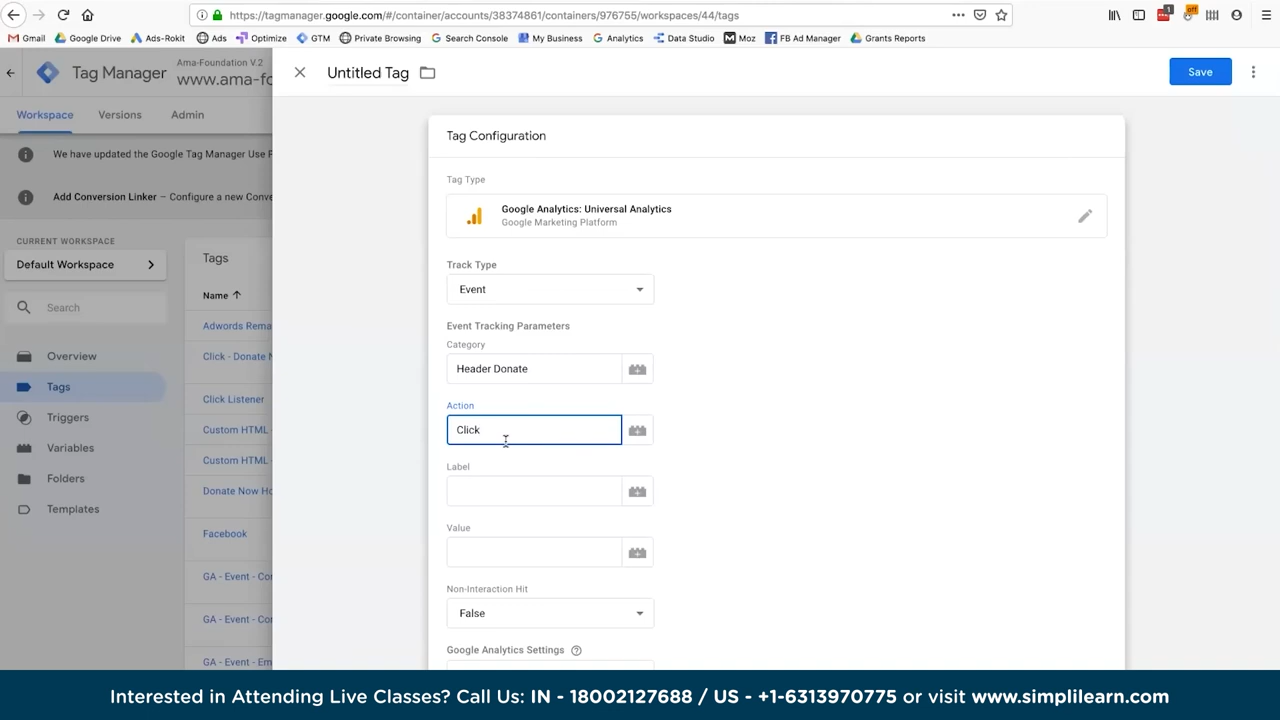 https://tagmanager.google.com/#/container/accounts/38374861/containers/976755/workspaces/44/tags
1
off
Gmail Google Drive Ads-Rokit Ads Optimize GTM Private Browsing Search Console My Business Analytics Data Studio Moz FB Ad Manager Grants Reports
Tag Manager
Ama-Foundation V.2
www.ama-fo
Untitled Tag
Save
Workspace Versions Admin
We have updated the Google Tag Manager Use P
Add Conversion Linker – Configure a new Conve
CURRENT WORKSPACE
Default Workspace
Search
Overview
Tags
Triggers
Variables
Folders
Templates
Tags
Name
Adwords Rema
Click - Donate N
Click Listener
Custom HTML -
Custom HTML -
Donate Now Ho
Facebook
GA - Event - Con
GA - Event - Con
GA - Event - Em
Tag Configuration
Tag Type
Google Analytics: Universal Analytics
Google Marketing Platform
Track Type
Event
Event Tracking Parameters
Category
Header Donate
Action
Click
Label
Value
Non-Interaction Hit
False
Google Analytics Settings
Interested in Attending Live Classes? Call Us: IN - 18002127688 / US - +1-6313970775 or visit www.simplilearn.com